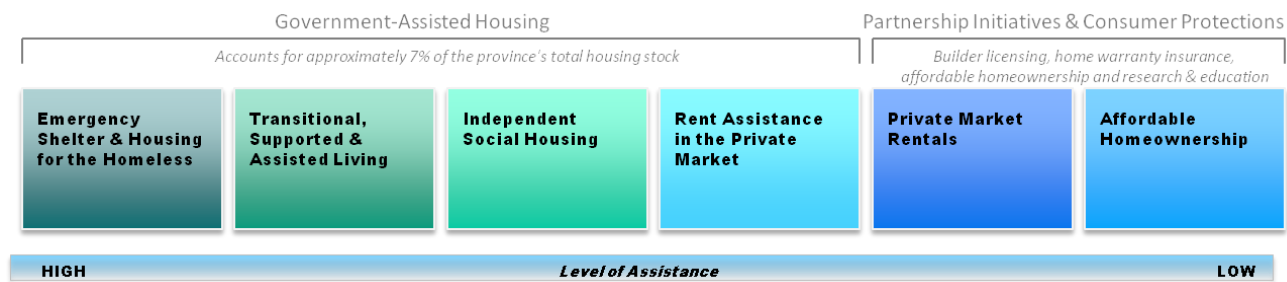 Government-Assisted Housing
Partnership Initiatives & Consumer Protections
Accounts for approximately 7% of the province's total housing stock
Builder licensing, home warranty insurance,
affordable homeownership and research & education
Emergency
Shelter & Housing
for the Homeless
Transitional,
Supported &
Assisted Living
Independent
Social Housing
Rent Assistance
in the Private
Market
Private Market
Rentals
Affordable
Homeownership
HIGH
Level of Assistance
LOW